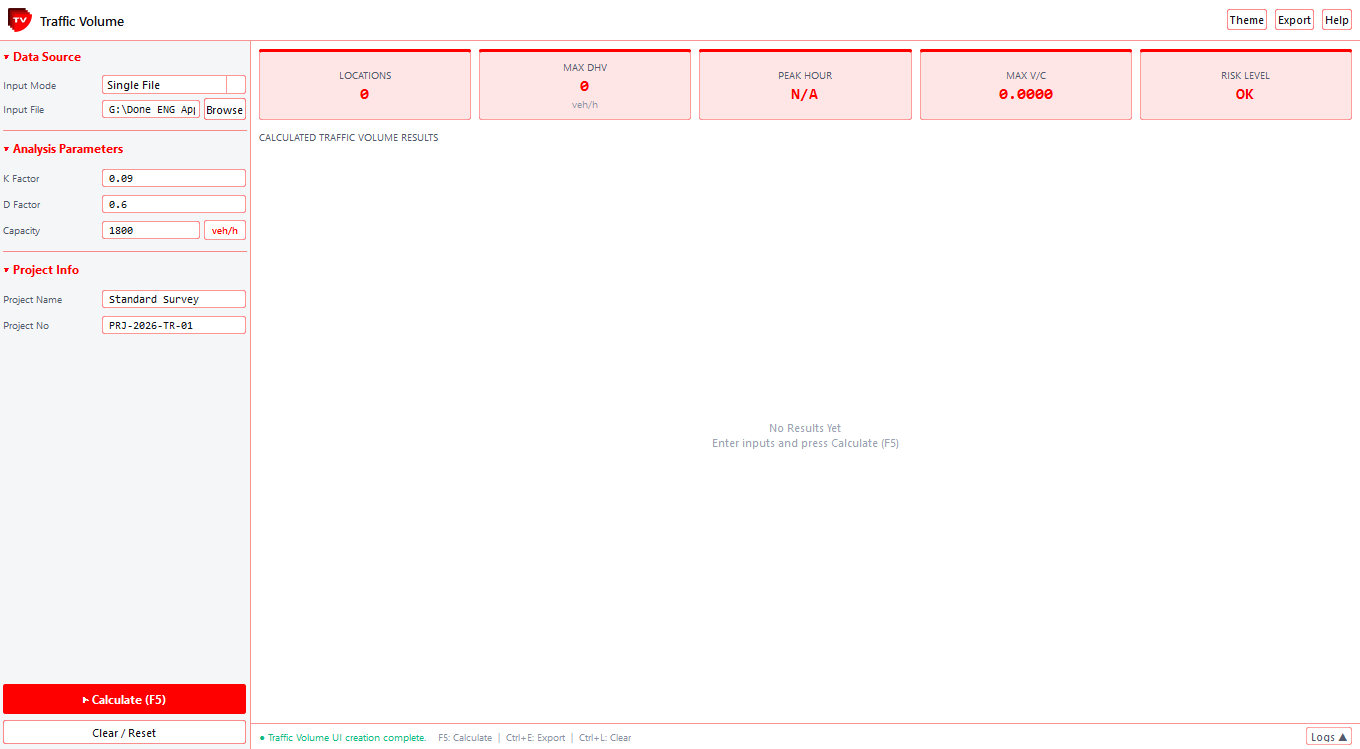 TV Traffic Volume
Theme Export Help
▾ Data Source
Input Mode Single File
Input File G:\Done ENG Ap Browse
▾ Analysis Parameters
K Factor 0.09
D Factor 0.6
Capacity 1800 veh/h
▾ Project Info
Project Name Standard Survey
Project No PRJ-2026-TR-01
Calculate (F5)
Clear / Reset
LOCATIONS
0
MAX DHV
0
veh/h
PEAK HOUR
N/A
MAX V/C
0.0000
RISK LEVEL
OK
CALCULATED TRAFFIC VOLUME RESULTS
No Results Yet
Enter inputs and press Calculate (F5)
● Traffic Volume UI creation complete. F5: Calculate | Ctrl+E: Export | Ctrl+L: Clear
Logs ▲